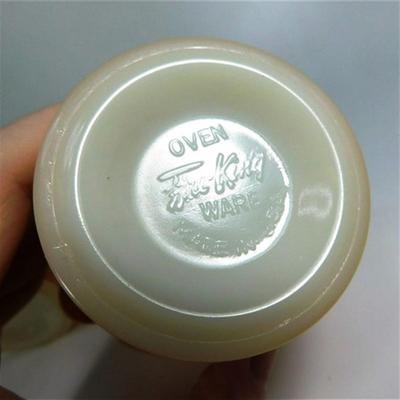 OVEN
Fire-King
WARE
MADE IN U.S.A.